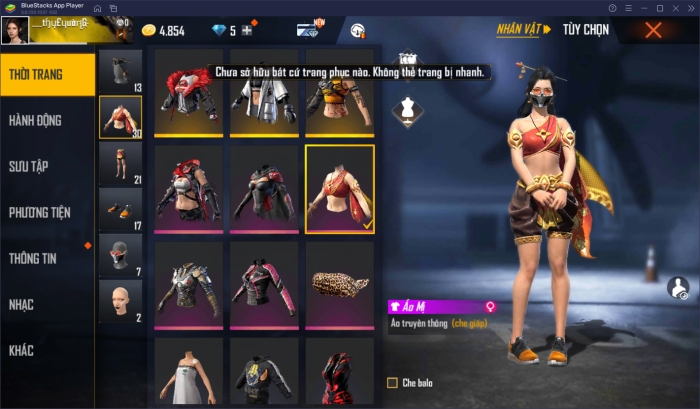 BlueStacks App Player
4.854
5
NEW
NHÂN VẬT
TÙY CHỌN
Chưa sở hữu bất cứ trang phục nào. Không thể trang bị nhanh.
THỜI TRANG
HÀNH ĐỘNG
SƯU TẬP
PHƯƠNG TIỆN
THÔNG TIN
NHẠC
KHÁC
13
30
21
17
7
2
Áo Mị
Áo truyền thông (che giáp)
Che balo